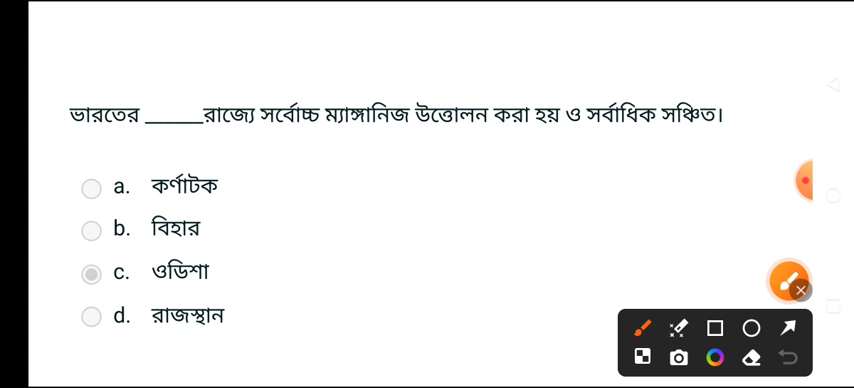 ভারতের ______রাজ্যে সর্বোচ্চ ম্যাঙ্গানিজ উত্তোলন করা হয় ও সর্বাধিক সঞ্চিত।
a. কর্ণাটক
b. বিহার
c. ওডিশা
d. রাজস্থান